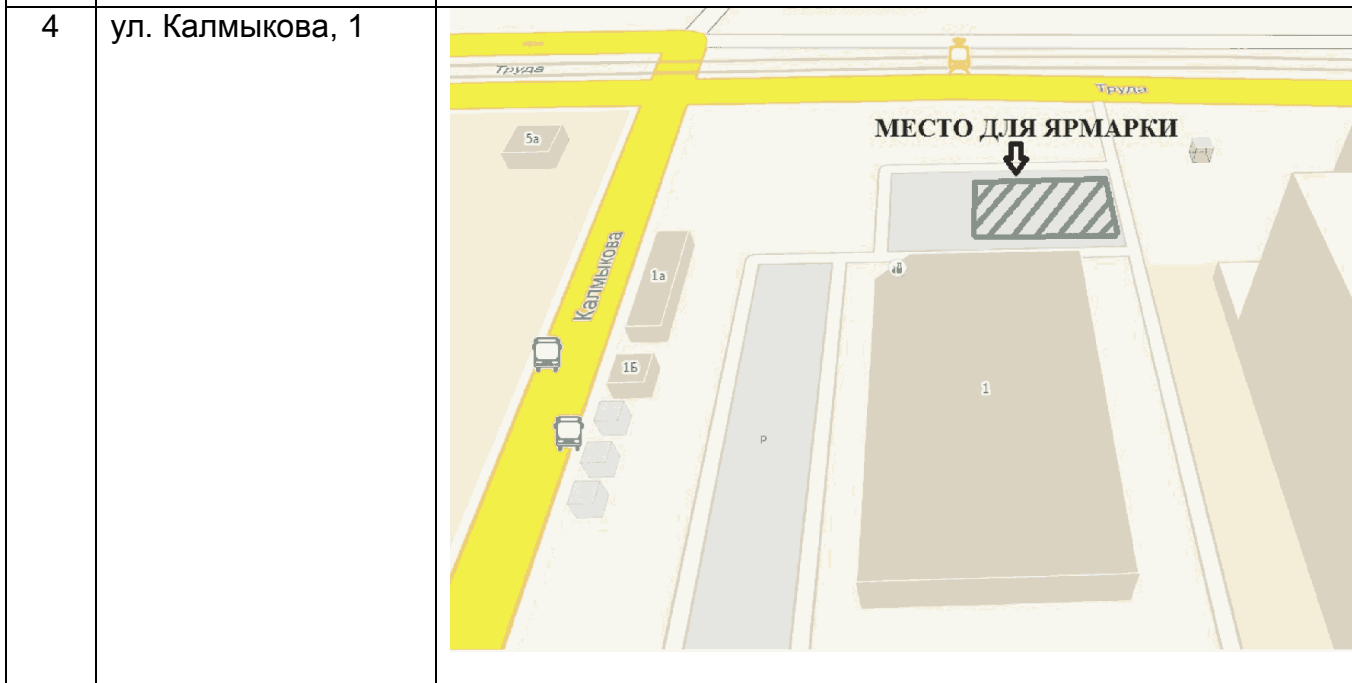 4
ул. Калмыкова, 1
Труда
Труда
МЕСТО ДЛЯ ЯРМАРКИ
5а
Калмыкова
1а
1Б
1
P